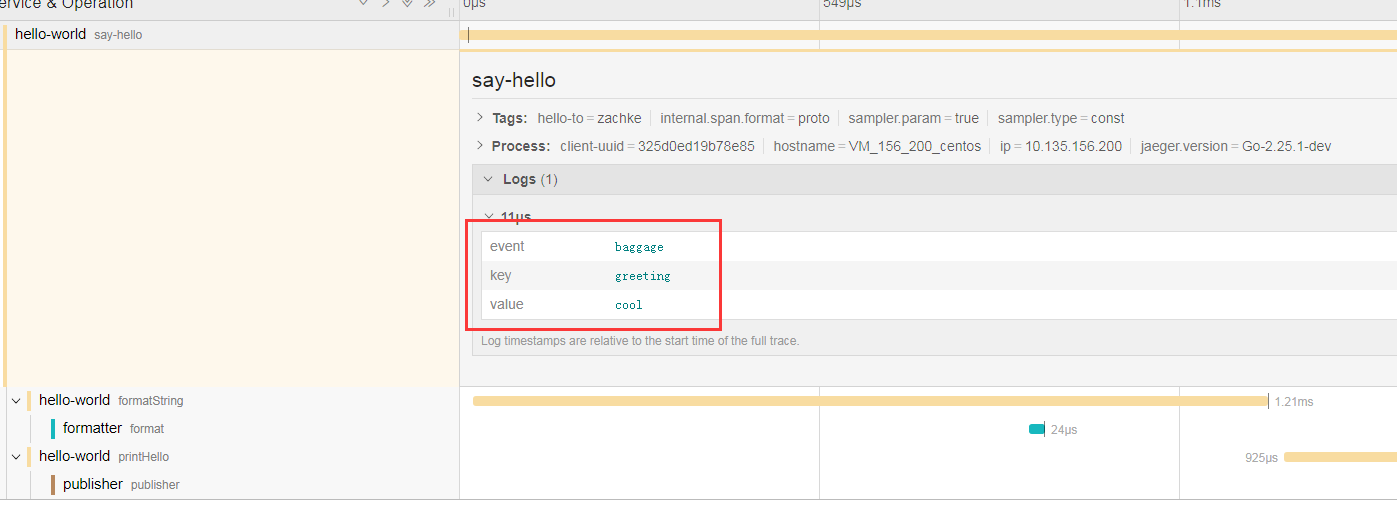 ervice & Operation 0μs 549μs 1.1ms
hello-world say-hello
say-hello
Tags: hello-to = zachke internal.span.format = proto sampler.param = true sampler.type = const
Process: client-uuid = 325d0ed19b78e85 hostname = VM_156_200_centos ip = 10.135.156.200 jaeger.version = Go-2.25.1-dev
Logs (1)
11μs
event baggage
key greeting
value cool
Log timestamps are relative to the start time of the full trace.
hello-world formatString 1.21ms
formatter format 24μs
hello-world printHello 925μs
publisher publisher